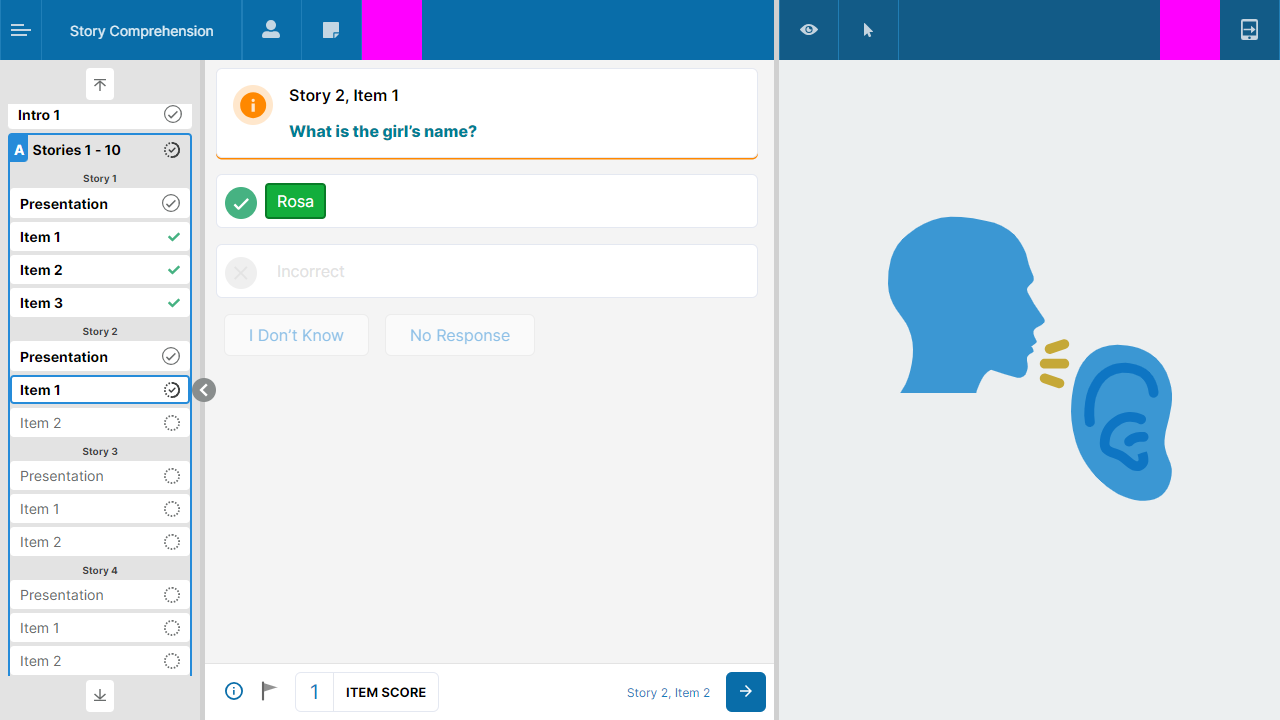 Story Comprehension
Intro 1
A Stories 1 - 10
Story 1
Presentation
Item 1
Item 2
Item 3
Story 2
Presentation
Item 1
Item 2
Story 3
Presentation
Item 1
Item 2
Story 4
Presentation
Item 1
Item 2
Story 2, Item 1
What is the girl’s name?
Rosa
Incorrect
I Don’t Know
No Response
1 ITEM SCORE
Story 2, Item 2